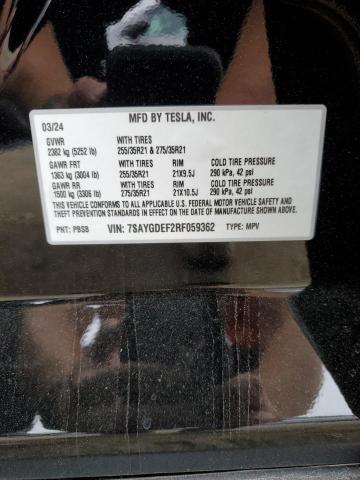 MFD BY TESLA, INC.
03/24
GVWR WITH TIRES
2382 kg (5252 lb) 255/35R21 & 275/35R21
GAWR FRT WITH TIRES RIM COLD TIRE PRESSURE
1363 kg (3004 lb) 255/35R21 21X9.5J 290 kPa, 42 psi
GAWR RR WITH TIRES RIM COLD TIRE PRESSURE
1500 kg (3306 lb) 275/35R21 21X10.5J 290 kPa, 42 psi
THIS VEHICLE CONFORMS TO ALL APPLICABLE U.S. FEDERAL MOTOR VEHICLE SAFETY AND
THEFT PREVENTION STANDARDS IN EFFECT ON THE DATE OF MANUFACTURE SHOWN
ABOVE
PNT: PBSB VIN: 7SAYGDEF2RF059362 TYPE: MPV